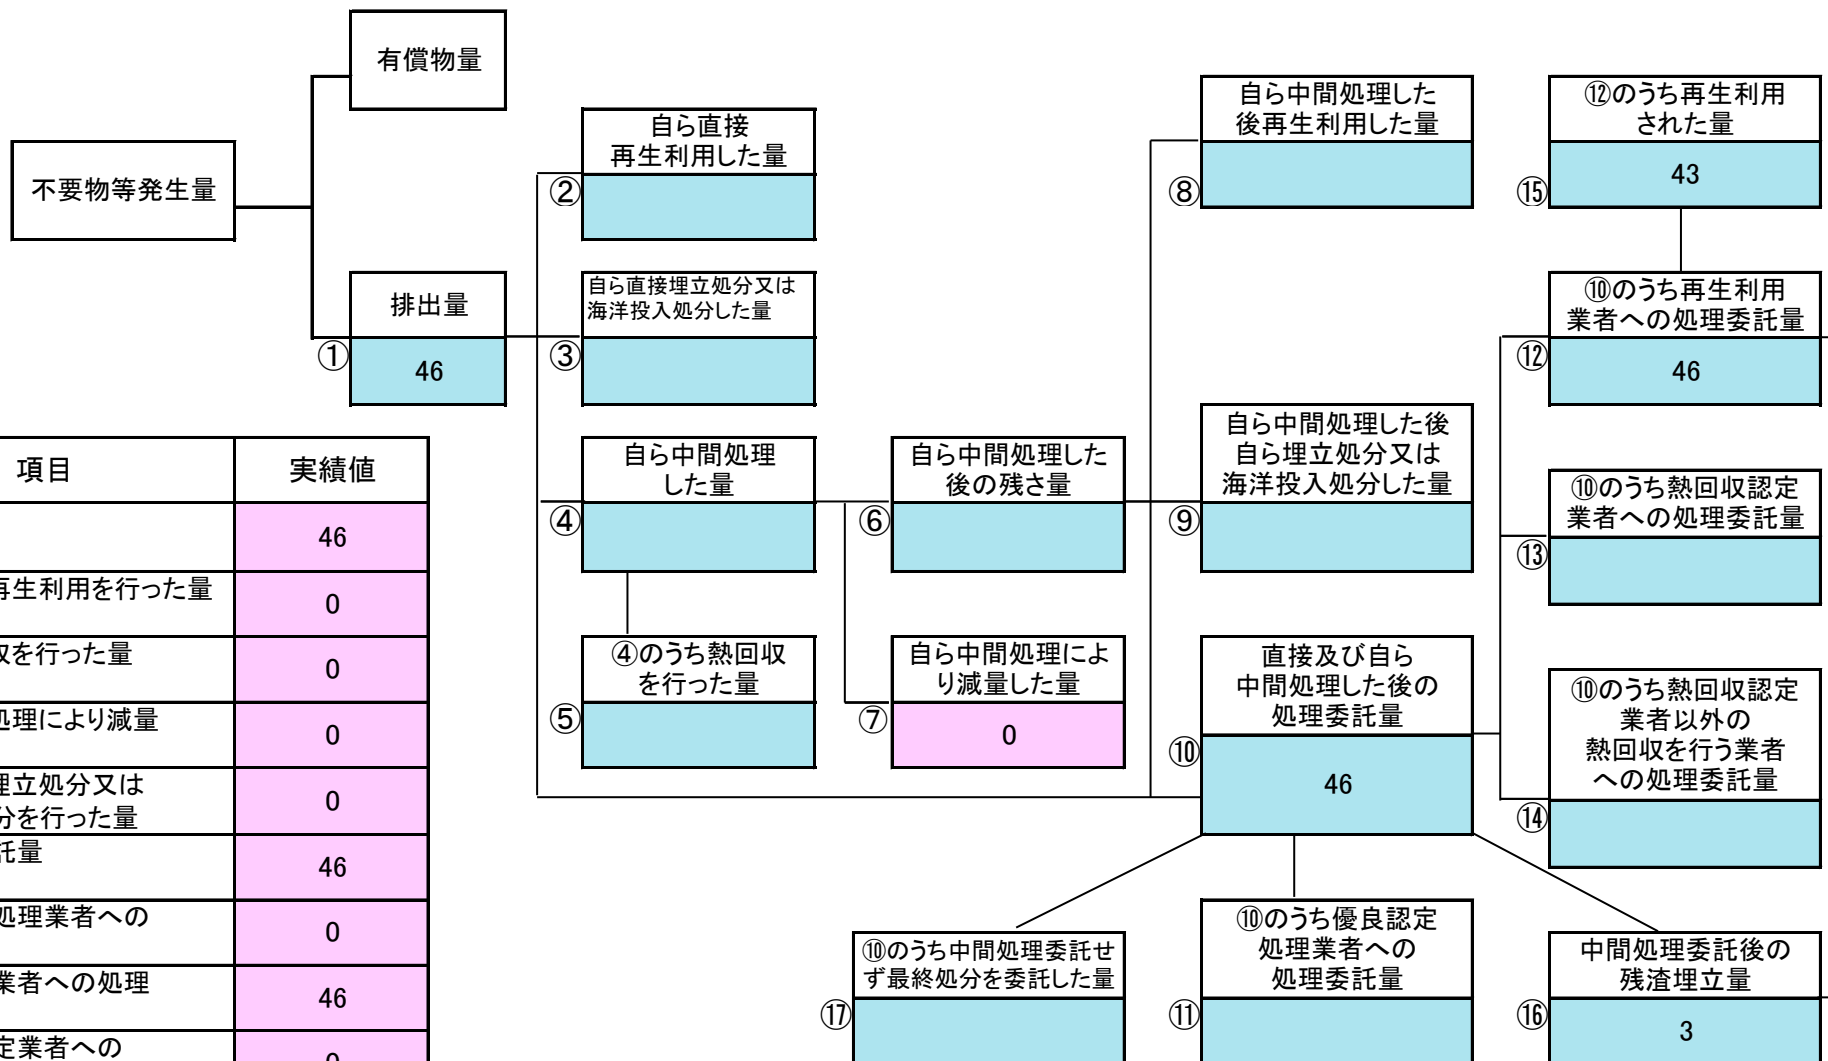 有償物量
不要物等発生量
排出量
①
46
自ら直接
再生利用した量
②
自ら直接埋立処分又は
海洋投入処分した量
③
自ら中間処理
した量
④
④のうち熱回収
を行った量
⑤
自ら中間処理した
後の残さ量
⑥
自ら中間処理によ
り減量した量
⑦
0
自ら中間処理した
後再生利用した量
⑧
自ら中間処理した後
自ら埋立処分又は
海洋投入処分した量
⑨
直接及び自ら
中間処理した後の
処理委託量
⑩
46
⑫のうち再生利用
された量
⑮
43
⑩のうち再生利用
業者への処理委託量
⑫
46
⑩のうち熱回収認定
業者への処理委託量
⑬
⑩のうち熱回収認定
業者以外の
熱回収を行う業者
への処理委託量
⑭
⑩のうち中間処理委託せ
ず最終処分を委託した量
⑰
⑩のうち優良認定
処理業者への
処理委託量
⑪
中間処理委託後の
残渣埋立量
⑯
3
項目 実績値
46
再生利用を行った量
0
を行った量
0
処理により減量
0
埋立処分又は
分を行った量
0
託量
46
処理業者への
0
業者への処理
46
定業者への
0